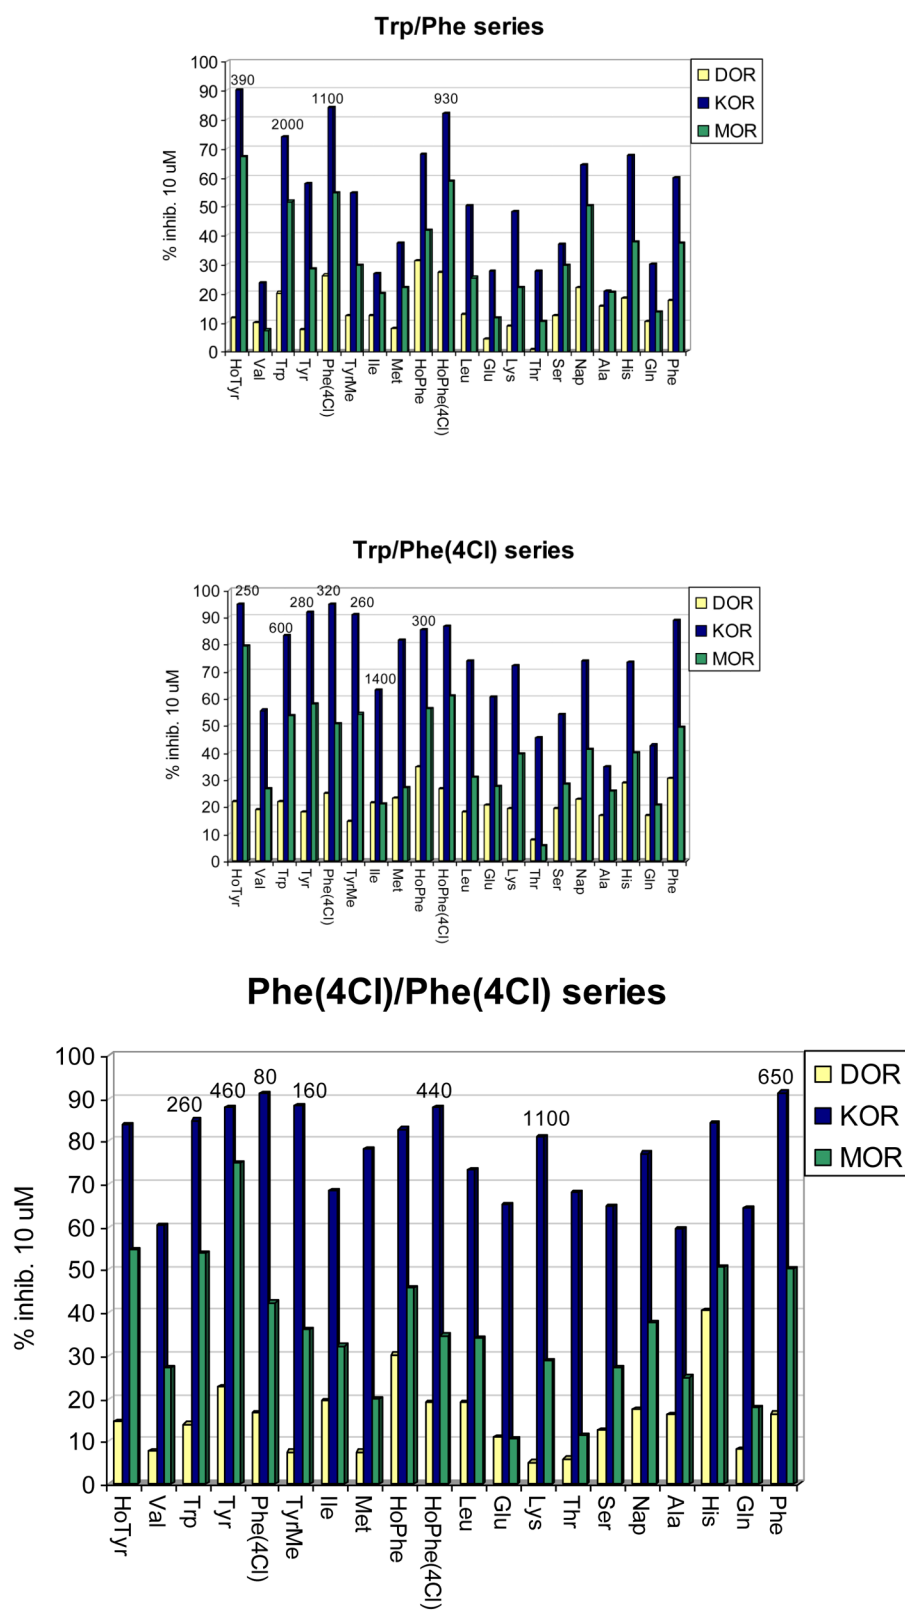 Trp/Phe series
% inhib. 10 uM
100
90
80
70
60
50
40
30
20
10
0
390
2000
1100
930
DOR
KOR
MOR
HoTyr
Val
Trp
Tyr
Phe(4Cl)
TyrMe
Ile
Met
HoPhe
HoPhe(4Cl)
Leu
Glu
Lys
Thr
Ser
Nap
Ala
His
Gln
Phe
Trp/Phe(4Cl) series
% inhib. 10 uM
100
90
80
70
60
50
40
30
20
10
0
250
600
280
320
260
1400
300
DOR
KOR
MOR
HoTyr
Val
Trp
Tyr
Phe(4Cl)
TyrMe
Ile
Met
HoPhe
HoPhe(4Cl)
Leu
Glu
Lys
Thr
Ser
Nap
Ala
His
Gln
Phe
Phe(4Cl)/Phe(4Cl) series
% inhib. 10 uM
100
90
80
70
60
50
40
30
20
10
0
260
460
80
160
440
1100
650
DOR
KOR
MOR
HoTyr
Val
Trp
Tyr
Phe(4Cl)
TyrMe
Ile
Met
HoPhe
HoPhe(4Cl)
Leu
Glu
Lys
Thr
Ser
Nap
Ala
His
Gln
Phe